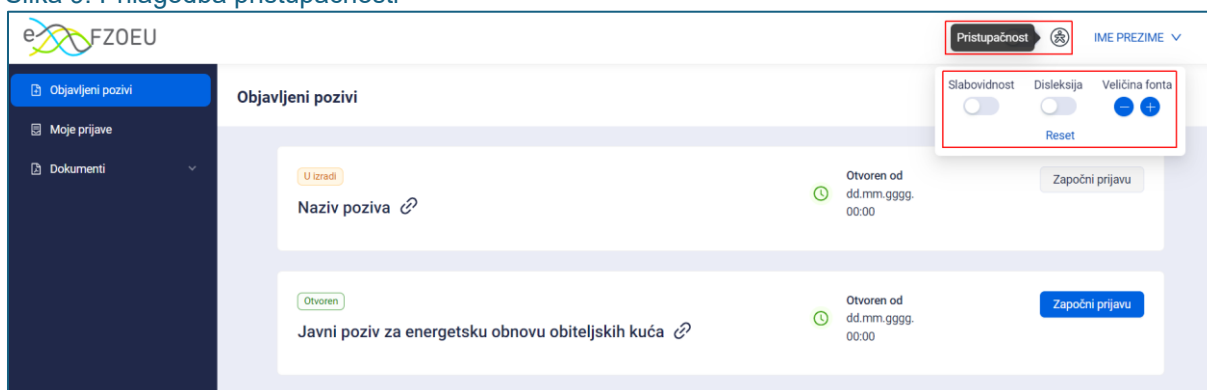 Slika 9. Prilagodba pristupačnosti
e FZOEU
Pristupačnost
IME PREZIME
Objavljeni pozivi
Moje prijave
Dokumenti
Objavljeni pozivi
Slabovidnost Disleksija Veličina fonta
Reset
U izradi
Naziv poziva
Otvoren od
dd.mm.gggg.
00:00
Započni prijavu
Otvoren
Javni poziv za energetsku obnovu obiteljskih kuća
Otvoren od
dd.mm.gggg.
00:00
Započni prijavu